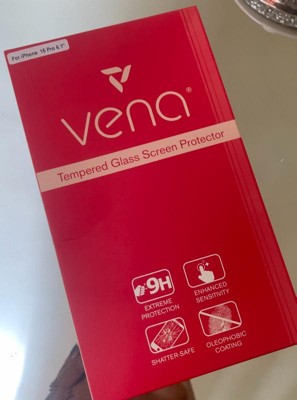 For iPhone 15 Pro 6.1"
vena®
Tempered Glass Screen Protector
9H
EXTREME
PROTECTION
ENHANCED
SENSITIVITY
SHATTER-SAFE
OLEOPHOBIC
COATING